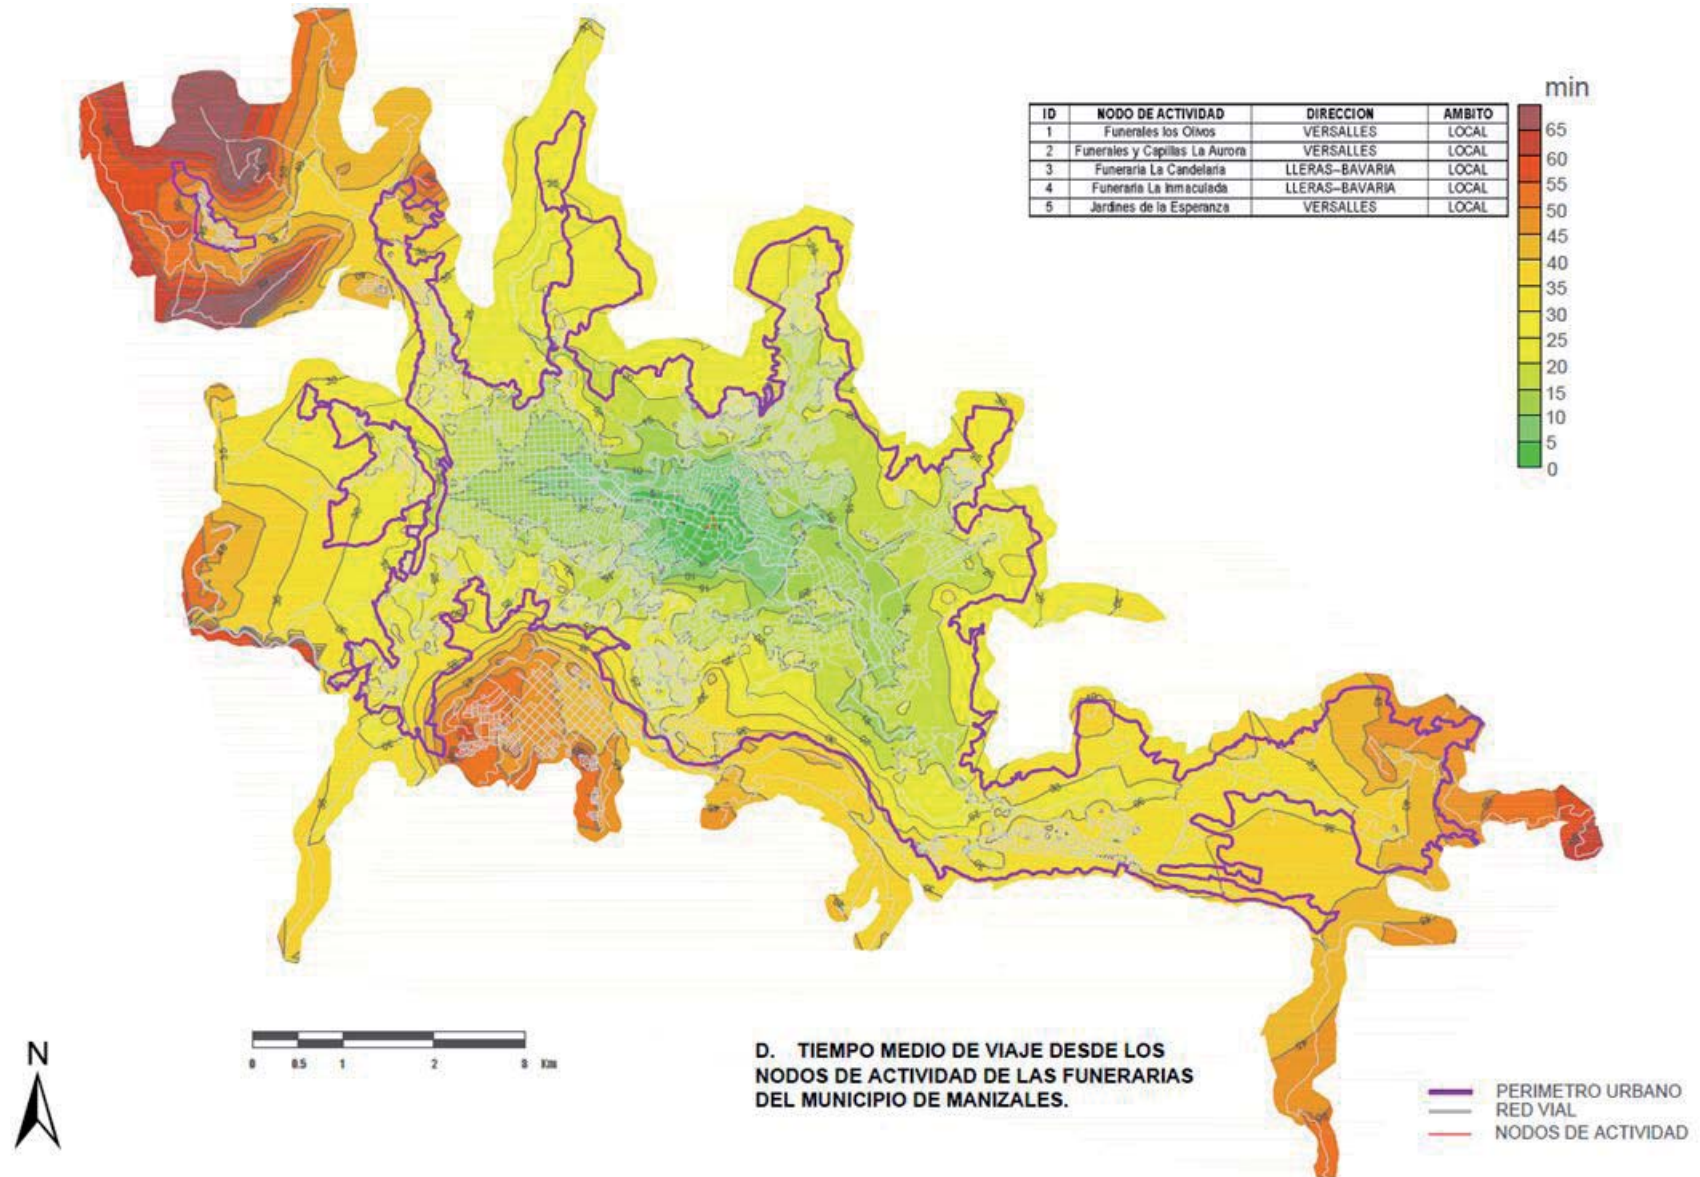 min
ID NODO DE ACTIVIDAD DIRECCION AMBITO
1 Funerales los Olivos VERSALLES LOCAL
2 Funerales y Capillas La Aurora VERSALLES LOCAL
3 Funeraria La Candelaria LLERAS-BAVARIA LOCAL
4 Funeraria La Inmaculada LLERAS-BAVARIA LOCAL
5 Jardines de la Esperanza VERSALLES LOCAL
65
60
55
50
45
40
35
30
25
20
15
10
5
0
N
0 0.5 1 2 3 Km
D. TIEMPO MEDIO DE VIAJE DESDE LOS
NODOS DE ACTIVIDAD DE LAS FUNERARIAS
DEL MUNICIPIO DE MANIZALES.
PERIMETRO URBANO
RED VIAL
NODOS DE ACTIVIDAD